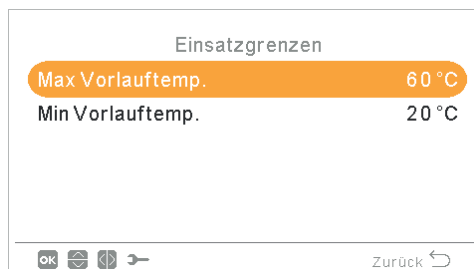 Einsatzgrenzen
Max Vorlauftemp. 60 °C
Min Vorlauftemp. 20 °C
OK Zurück